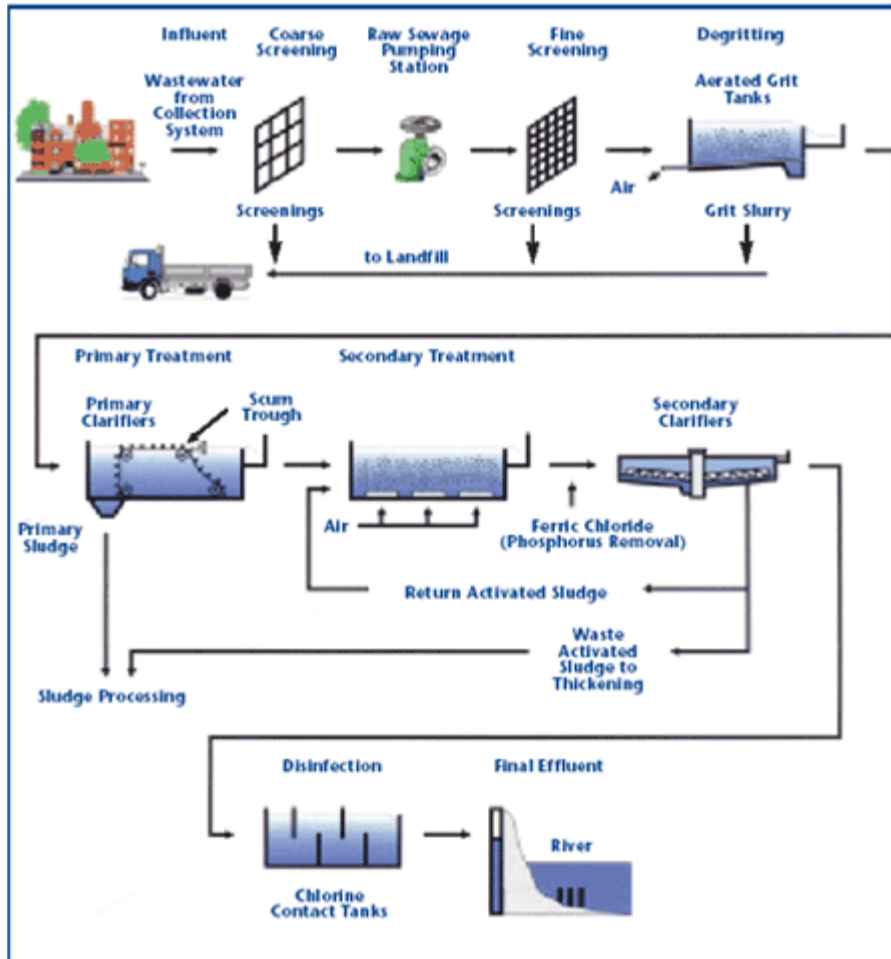 Influent
Coarse
Screening
Raw Sewage
Pumping
Station
Fine
Screening
Degritting
Wastewater
from
Collection
System
Aerated Grit
Tanks
Air
Screenings
Screenings
Grit Slurry
to Landfill
Primary Treatment
Secondary Treatment
Primary
Clarifiers
Scum
Trough
Secondary
Clarifiers
Primary
Sludge
Air
Ferric Chloride
(Phosphorus Removal)
Return Activated Sludge
Waste
Activated
Sludge to
Thickening
Sludge Processing
Disinfection
Final Effluent
River
Chlorine
Contact Tanks